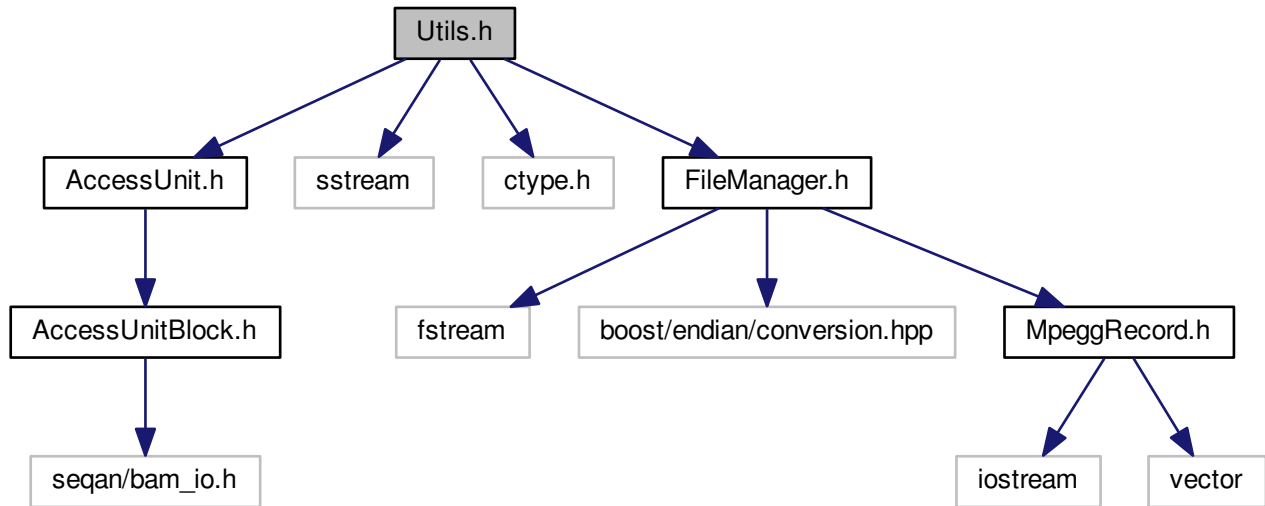 Utils.h
AccessUnit.h
sstream
ctype.h
FileManager.h
AccessUnitBlock.h
fstream
boost/endian/conversion.hpp
MpeggRecord.h
seqan/bam_io.h
iostream
vector